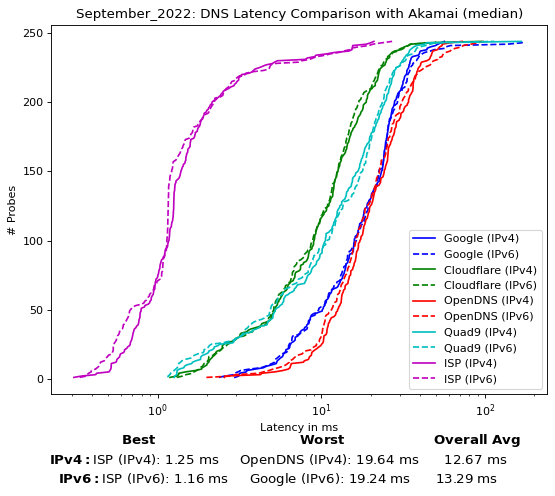 September_2022: DNS Latency Comparison with Akamai (median)
250
200
150
100
50
0
# Probes
Google (IPv4)
Google (IPv6)
Cloudflare (IPv4)
Cloudflare (IPv6)
OpenDNS (IPv4)
OpenDNS (IPv6)
Quad9 (IPv4)
Quad9 (IPv6)
ISP (IPv4)
ISP (IPv6)
10⁰ 10¹ 10²
Latency in ms
Best Worst Overall Avg
IPv4: ISP (IPv4): 1.25 ms OpenDNS (IPv4): 19.64 ms 12.67 ms
IPv6: ISP (IPv6): 1.16 ms Google (IPv6): 19.24 ms 13.29 ms